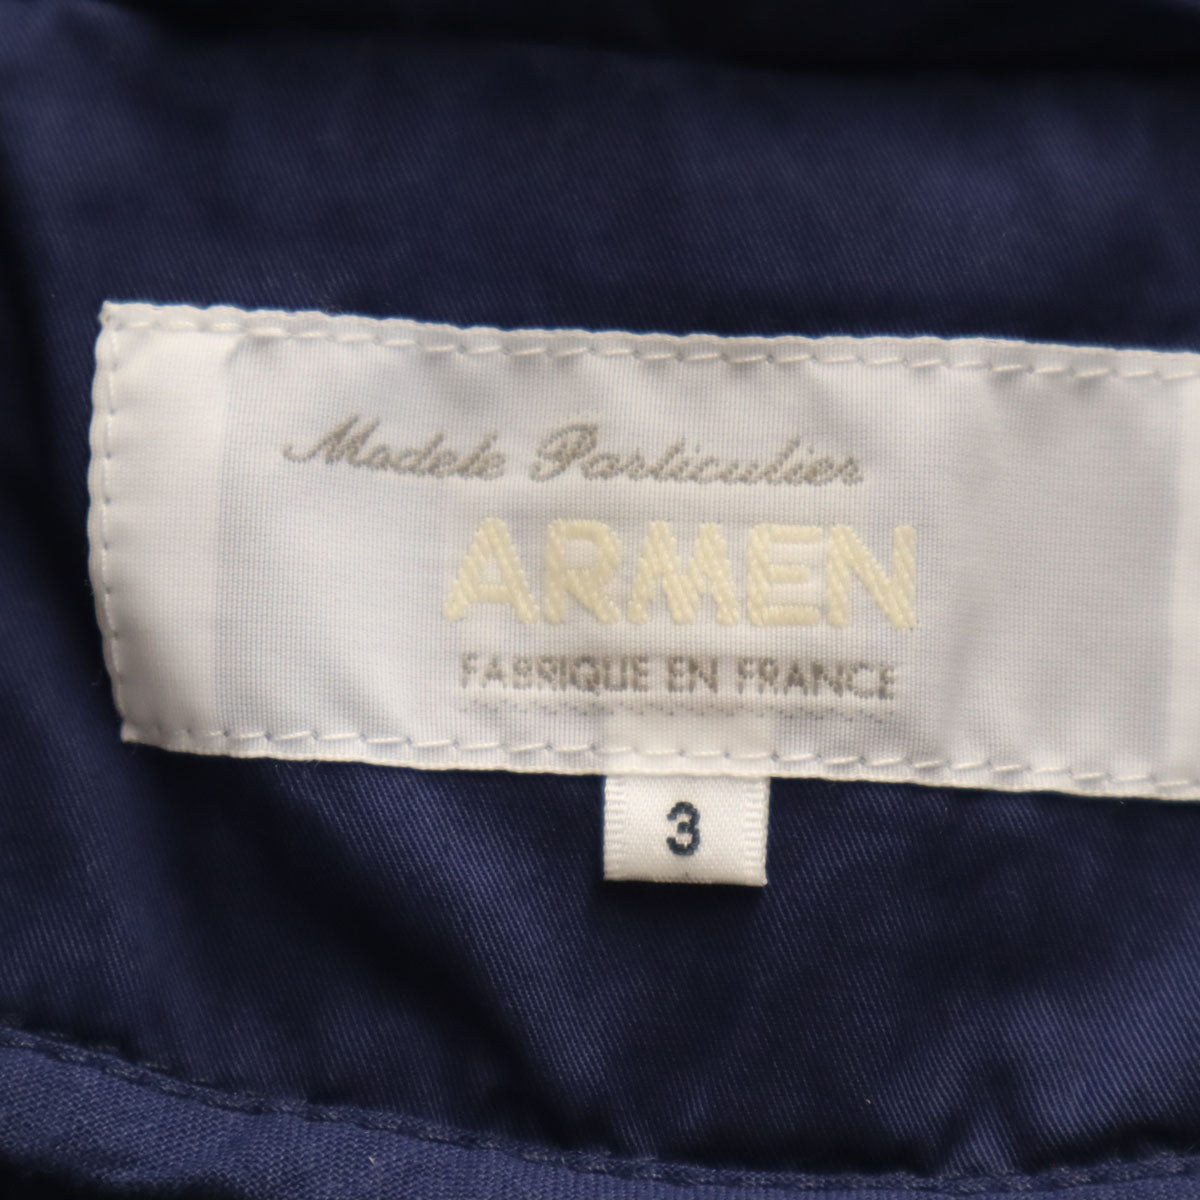 Modele Particulier
ARMEN
FABRIQUE EN FRANCE
3